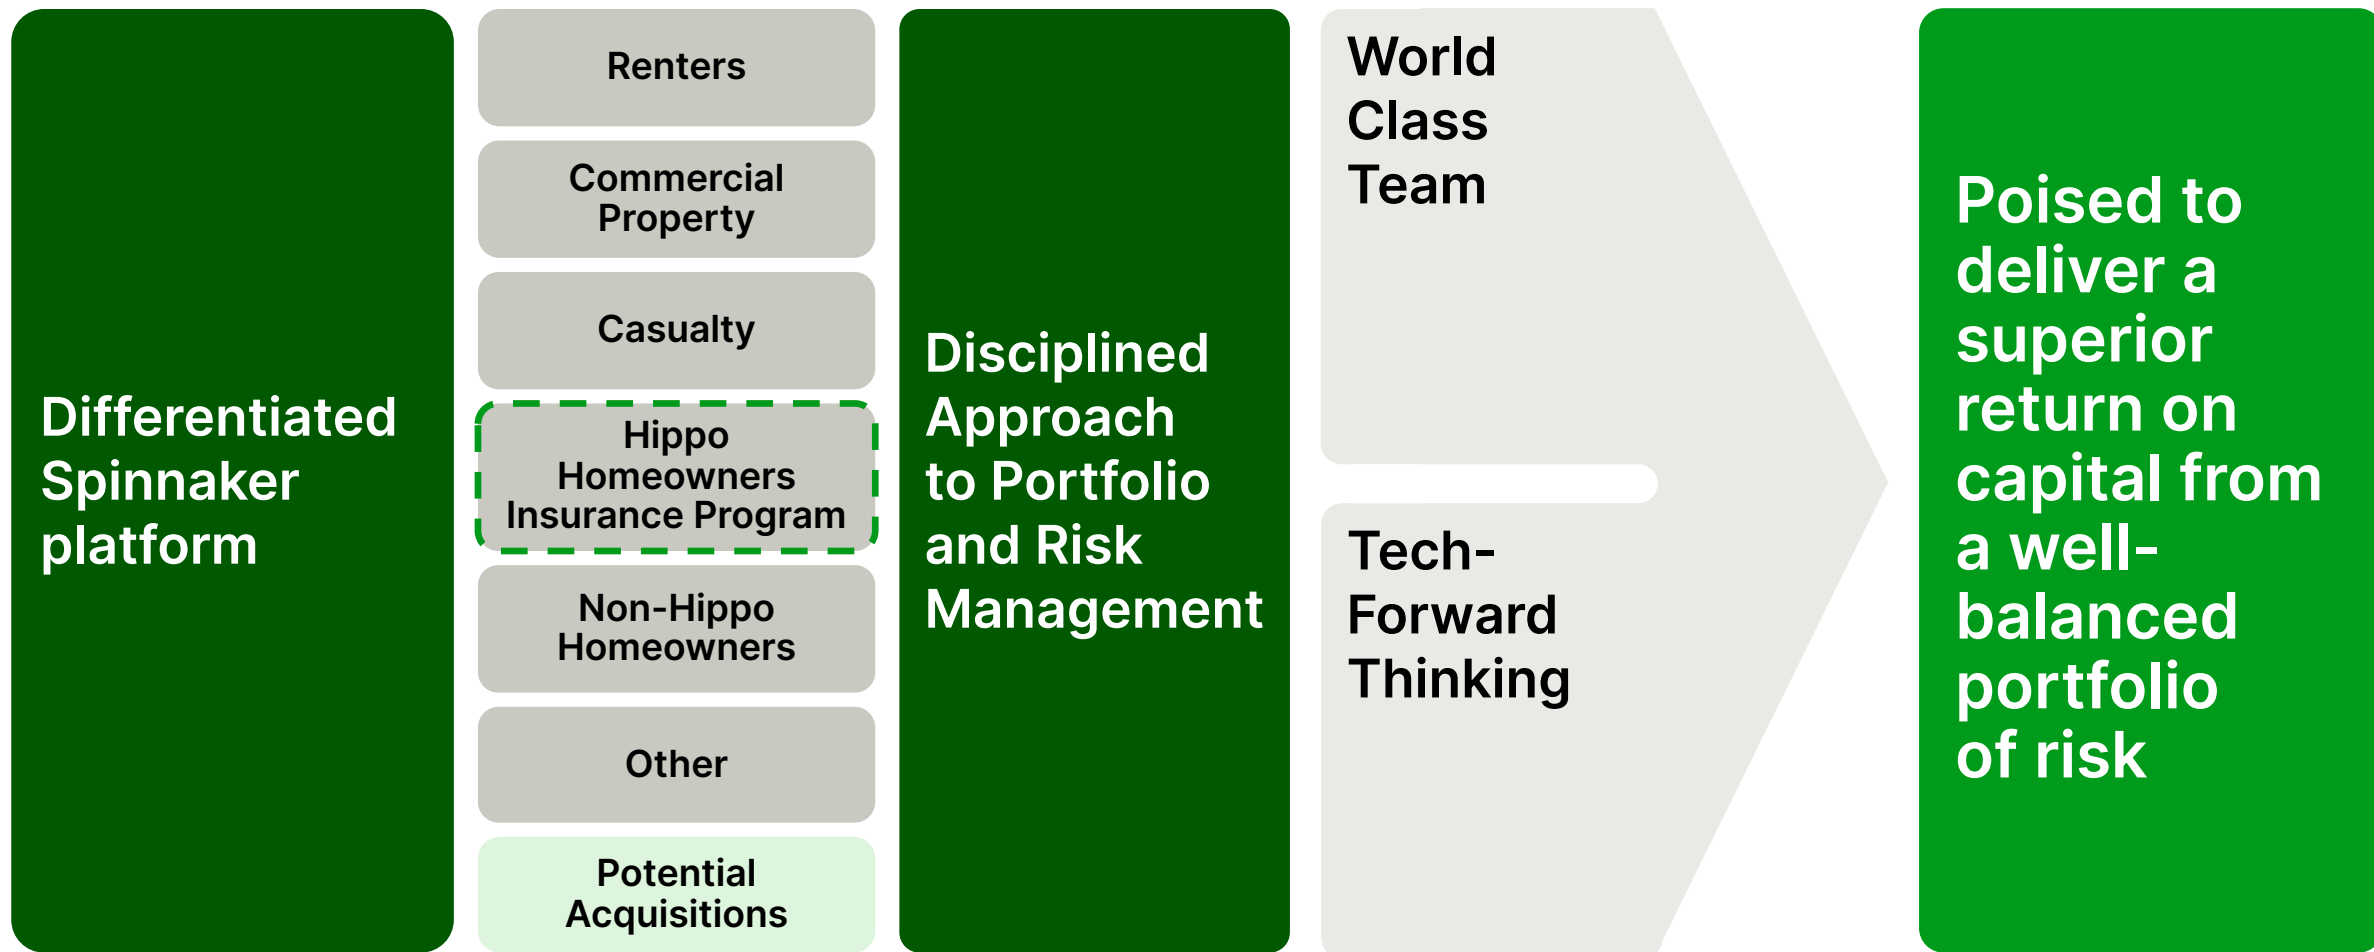 Differentiated
Spinnaker
platform
Renters
Commercial
Property
Casualty
Hippo
Homeowners
Insurance Program
Non-Hippo
Homeowners
Other
Potential
Acquisitions
Disciplined
Approach
to Portfolio
and Risk
Management
World
Class
Team
Tech-
Forward
Thinking
Poised to
deliver a
superior
return on
capital from
a well-
balanced
portfolio
of risk